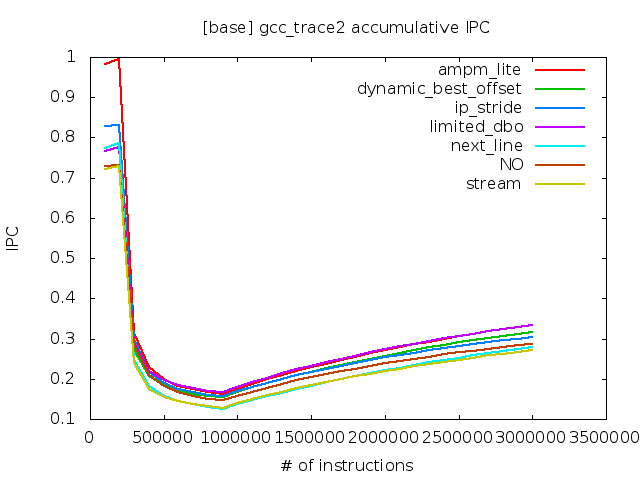 [base] gcc_trace2 accumulative IPC
1
0.9
0.8
0.7
0.6
0.5
0.4
0.3
0.2
0.1
IPC
ampm_lite
dynamic_best_offset
ip_stride
limited_dbo
next_line
NO
stream
0 500000 1000000 1500000 2000000 2500000 3000000 3500000
# of instructions